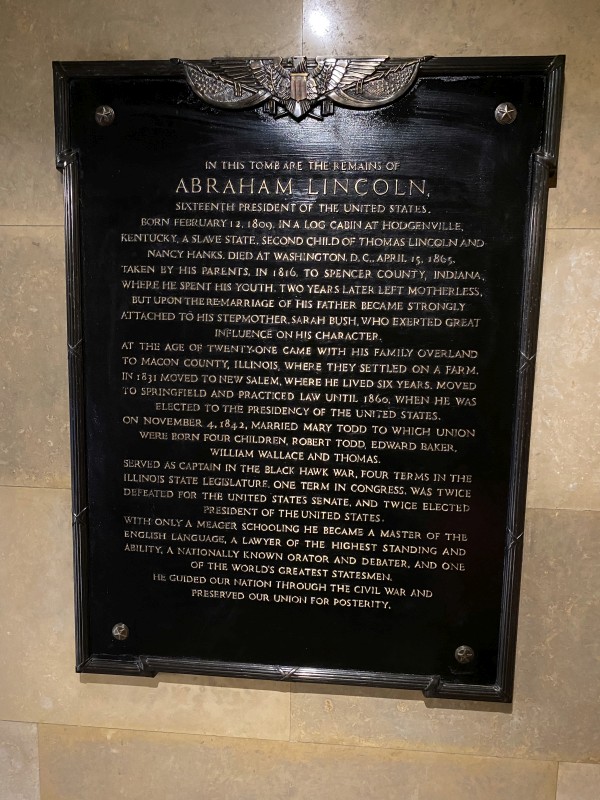 IN THIS TOMB ARE THE REMAINS OF
ABRAHAM LINCOLN,
SIXTEENTH PRESIDENT OF THE UNITED STATES.
BORN FEBRUARY 12, 1809, IN A LOG CABIN AT HODGENVILLE,
KENTUCKY, A SLAVE STATE. SECOND CHILD OF THOMAS LINCOLN AND
NANCY HANKS. DIED AT WASHINGTON, D.C., APRIL 15, 1865.
TAKEN BY HIS PARENTS, IN 1816, TO SPENCER COUNTY, INDIANA,
WHERE HE SPENT HIS YOUTH. TWO YEARS LATER LEFT MOTHERLESS,
BUT UPON THE RE-MARRIAGE OF HIS FATHER BECAME STRONGLY
ATTACHED TO HIS STEPMOTHER, SARAH BUSH, WHO EXERTED GREAT
INFLUENCE ON HIS CHARACTER.
AT THE AGE OF TWENTY-ONE CAME WITH HIS FAMILY OVERLAND
TO MACON COUNTY, ILLINOIS, WHERE THEY SETTLED ON A FARM.
IN 1831 MOVED TO NEW SALEM, WHERE HE LIVED SIX YEARS. MOVED
TO SPRINGFIELD AND PRACTICED LAW UNTIL 1860, WHEN HE WAS
ELECTED TO THE PRESIDENCY OF THE UNITED STATES.
ON NOVEMBER 4, 1842, MARRIED MARY TODD TO WHICH UNION
WERE BORN FOUR CHILDREN, ROBERT TODD, EDWARD BAKER,
WILLIAM WALLACE AND THOMAS.
SERVED AS CAPTAIN IN THE BLACK HAWK WAR, FOUR TERMS IN THE
ILLINOIS STATE LEGISLATURE, ONE TERM IN CONGRESS, WAS TWICE
DEFEATED FOR THE UNITED STATES SENATE, AND TWICE ELECTED
PRESIDENT OF THE UNITED STATES.
WITH ONLY A MEAGER SCHOOLING HE BECAME A MASTER OF THE
ENGLISH LANGUAGE, A LAWYER OF THE HIGHEST STANDING AND
ABILITY, A NATIONALLY KNOWN ORATOR AND DEBATER, AND ONE
OF THE WORLD'S GREATEST STATESMEN.
HE GUIDED OUR NATION THROUGH THE CIVIL WAR AND
PRESERVED OUR UNION FOR POSTERITY.